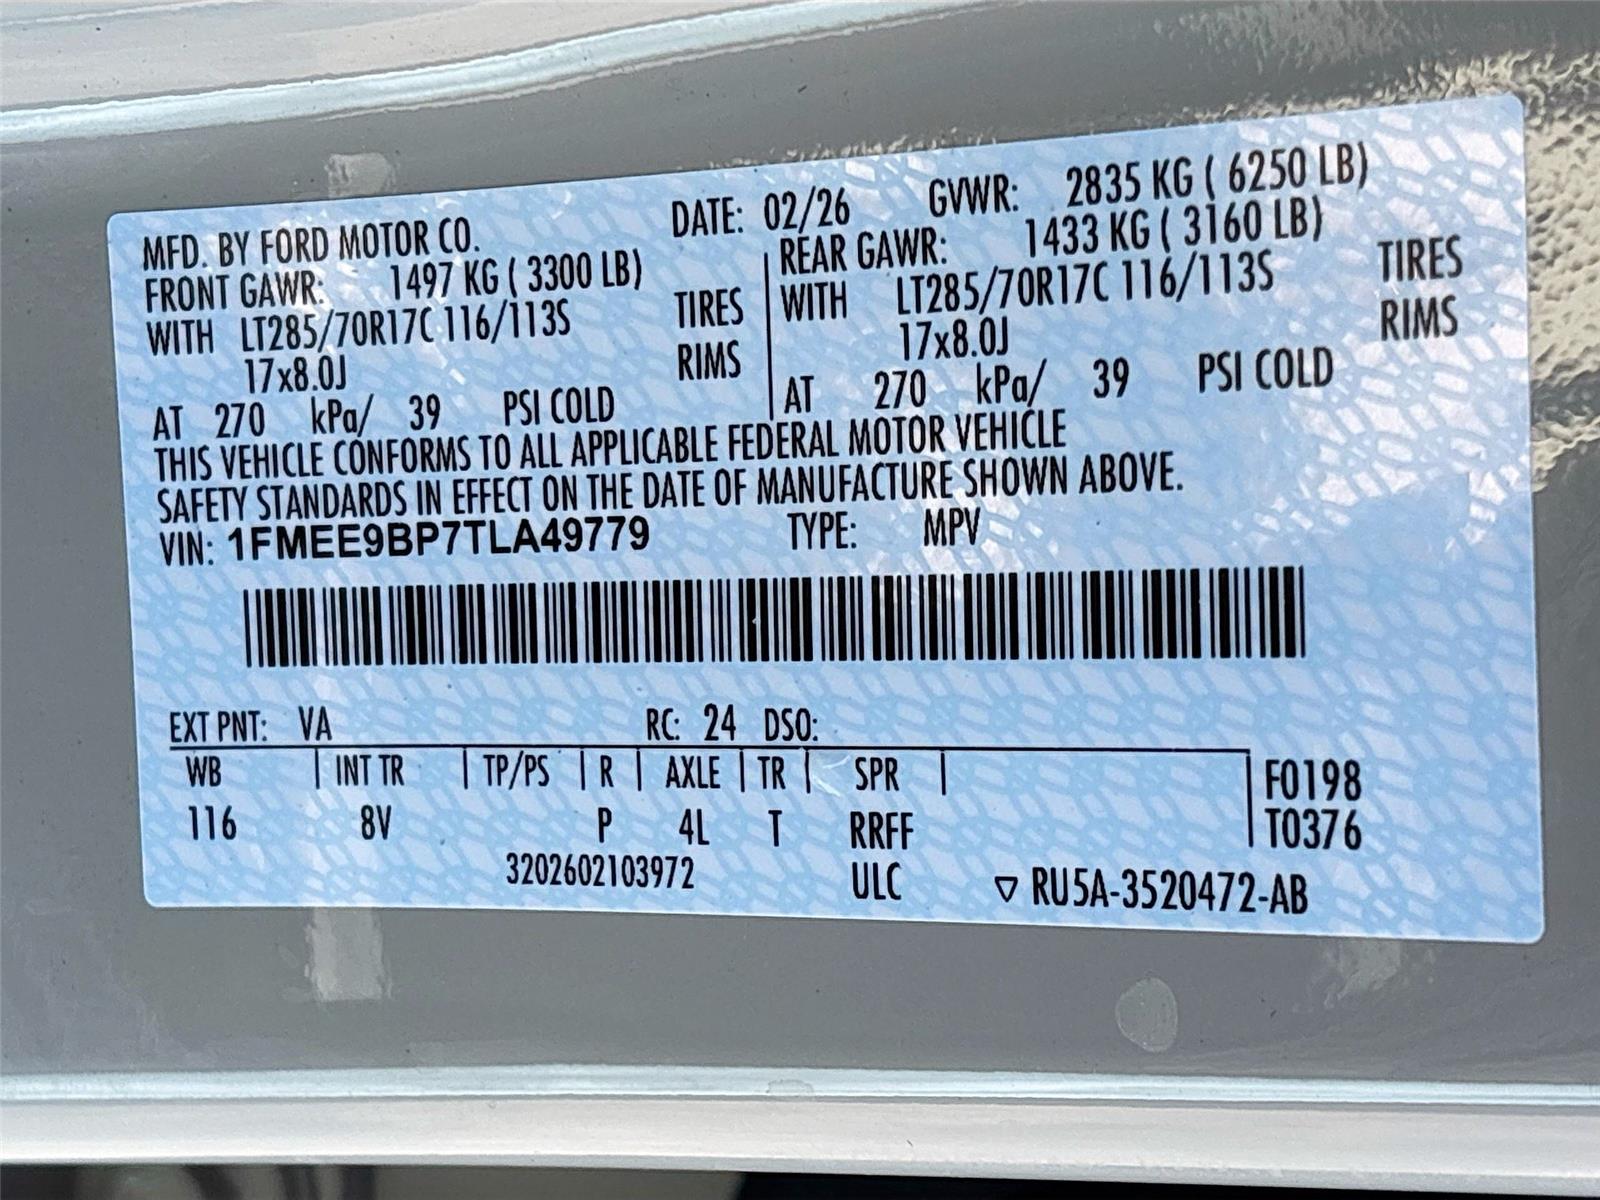 MFD. BY FORD MOTOR CO. DATE: 02/26 GVWR: 2835 KG ( 6250 LB)
FRONT GAWR: 1497 KG ( 3300 LB)
WITH LT285/70R17C 116/113S TIRES
17x8.0J RIMS
AT 270 kPa/ 39 PSI COLD
REAR GAWR: 1433 KG ( 3160 LB)
WITH LT285/70R17C 116/113S TIRES
17x8.0J RIMS
AT 270 kPa/ 39 PSI COLD
THIS VEHICLE CONFORMS TO ALL APPLICABLE FEDERAL MOTOR VEHICLE
SAFETY STANDARDS IN EFFECT ON THE DATE OF MANUFACTURE SHOWN ABOVE.
VIN: 1FMEE9BP7TLA49779 TYPE: MPV
EXT PNT: VA RC: 24 DSO:
WB INT TR TP/PS R AXLE TR SPR F0198
116 8V P 4L T RRFF T0376
3202602103972 ULC ▽ RU5A-3520472-AB